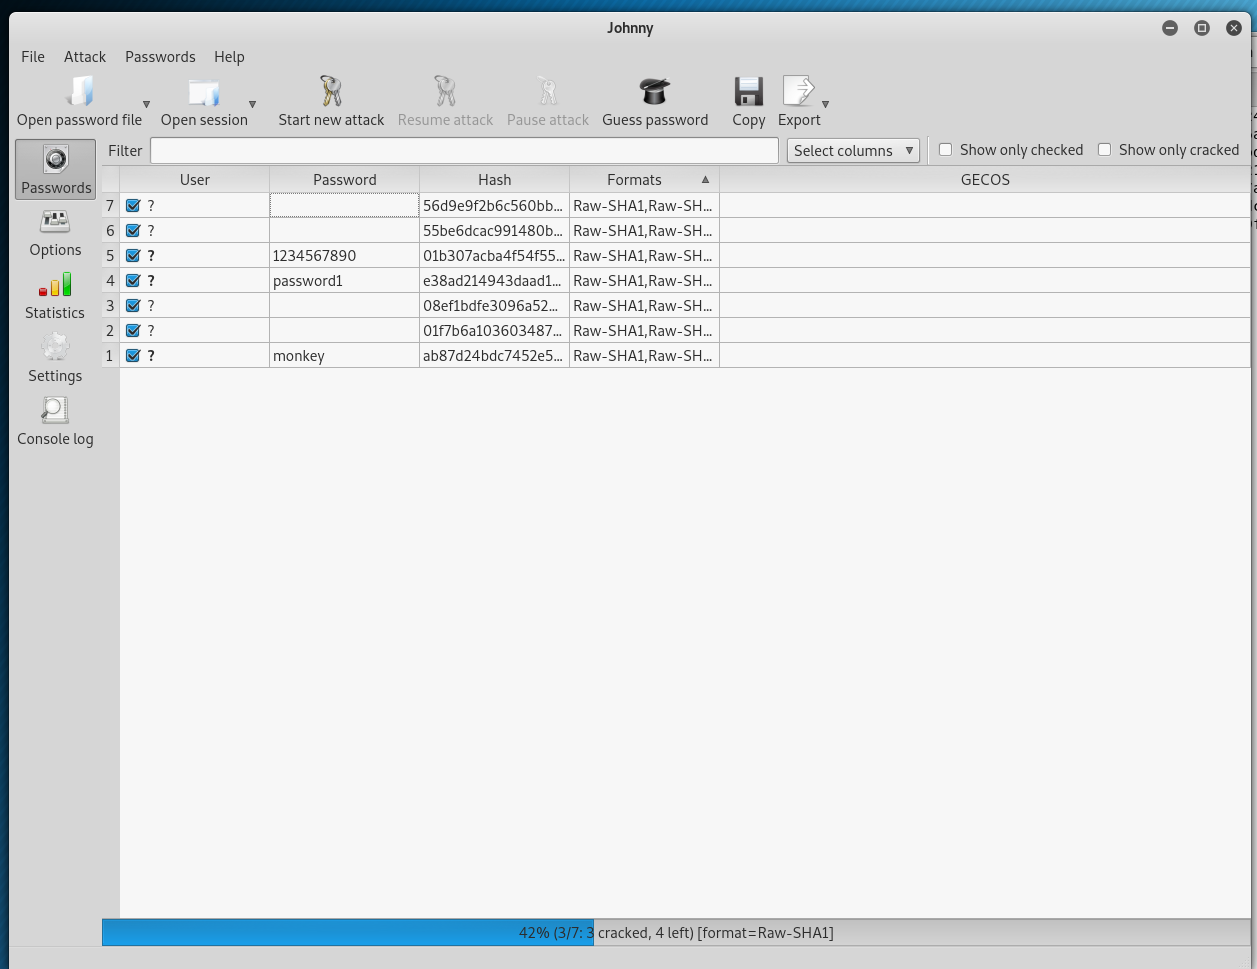 Johnny
File Attack Passwords Help
Open password file Open session Start new attack Resume attack Pause attack Guess password Copy Export
Filter Select columns Show only checked Show only cracked
Passwords
Options
Statistics
Settings
Console log
User Password Hash Formats GECOS
7 ? 56d9e9f2b6c560bb... Raw-SHA1,Raw-SH...
6 ? 55be6dcac991480b... Raw-SHA1,Raw-SH...
5 ? 1234567890 01b307acba4f54f55... Raw-SHA1,Raw-SH...
4 ? password1 e38ad214943daad1... Raw-SHA1,Raw-SH...
3 ? 08ef1bdfe3096a52... Raw-SHA1,Raw-SH...
2 ? 01f7b6a103603487... Raw-SHA1,Raw-SH...
1 ? monkey ab87d24bdc7452e5... Raw-SHA1,Raw-SH...
42% (3/7: 3 cracked, 4 left) [format=Raw-SHA1]